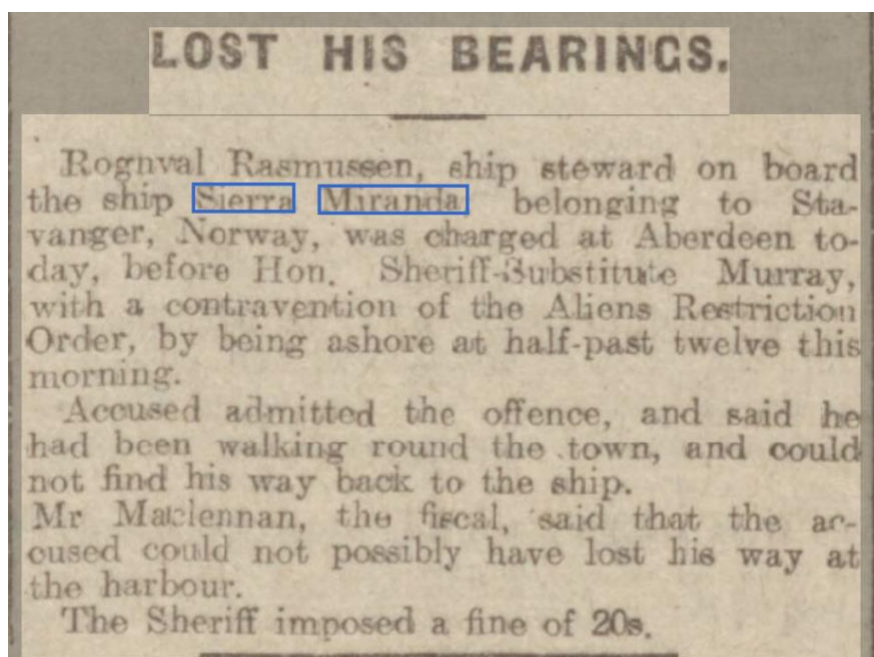 LOST HIS BEARINGS.
Rognval Rasmussen, ship steward on board
the ship Sierra Miranda belonging to Sta-
vanger, Norway, was charged at Aberdeen to-
day, before Hon. Sheriff-Substitute Murray,
with a contravention of the Aliens Restriction
Order, by being ashore at half-past twelve this
morning.
Accused admitted the offence, and said he
had been walking round the town, and could
not find his way back to the ship.
Mr Maclennan, the fiscal, said that the ac-
cused could not possibly have lost his way at
the harbour.
The Sheriff imposed a fine of 20s.